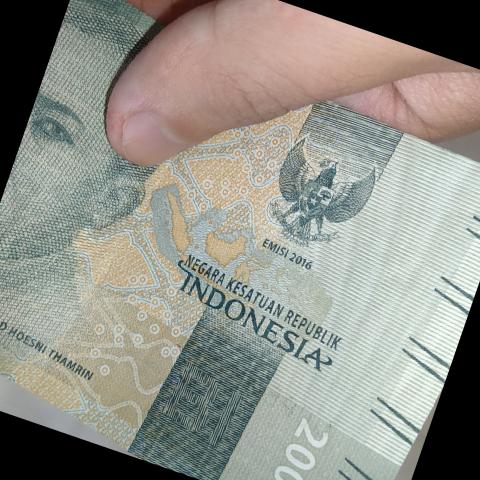 EMISI 2016
NEGARA KESATUAN REPUBLIK
INDONESIA
D HOESNI THAMRIN
200